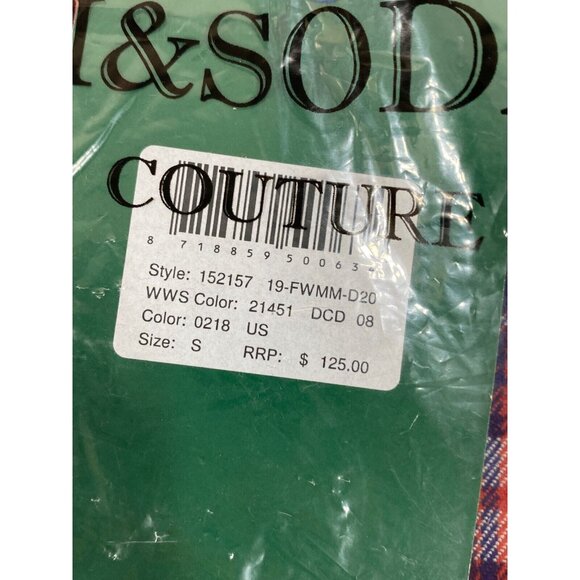 &SOD
COUTURE
8 718859 50063
Style: 152157 19-FWMM-D20
WWS Color: 21451 DCD 08
Color: 0218 US
Size: S RRP: $ 125.00